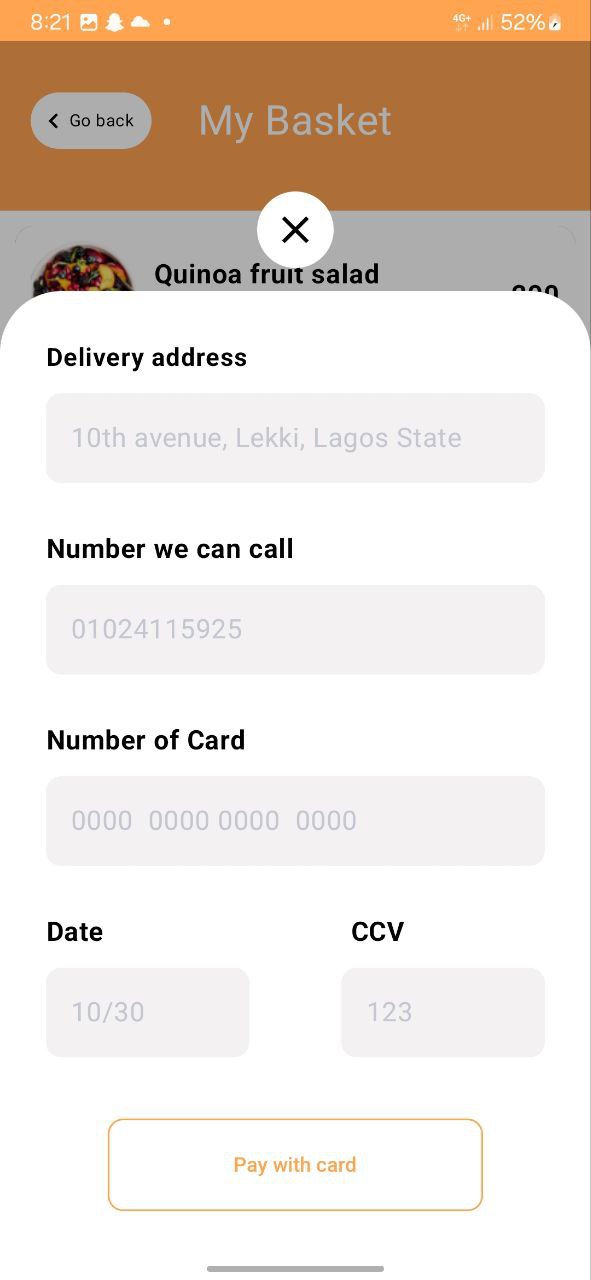 8:21 4G+ 52%
Go back My Basket
Quinoa fruit salad
Delivery address
10th avenue, Lekki, Lagos State
Number we can call
01024115925
Number of Card
0000  0000 0000  0000
Date CCV
10/30 123
Pay with card